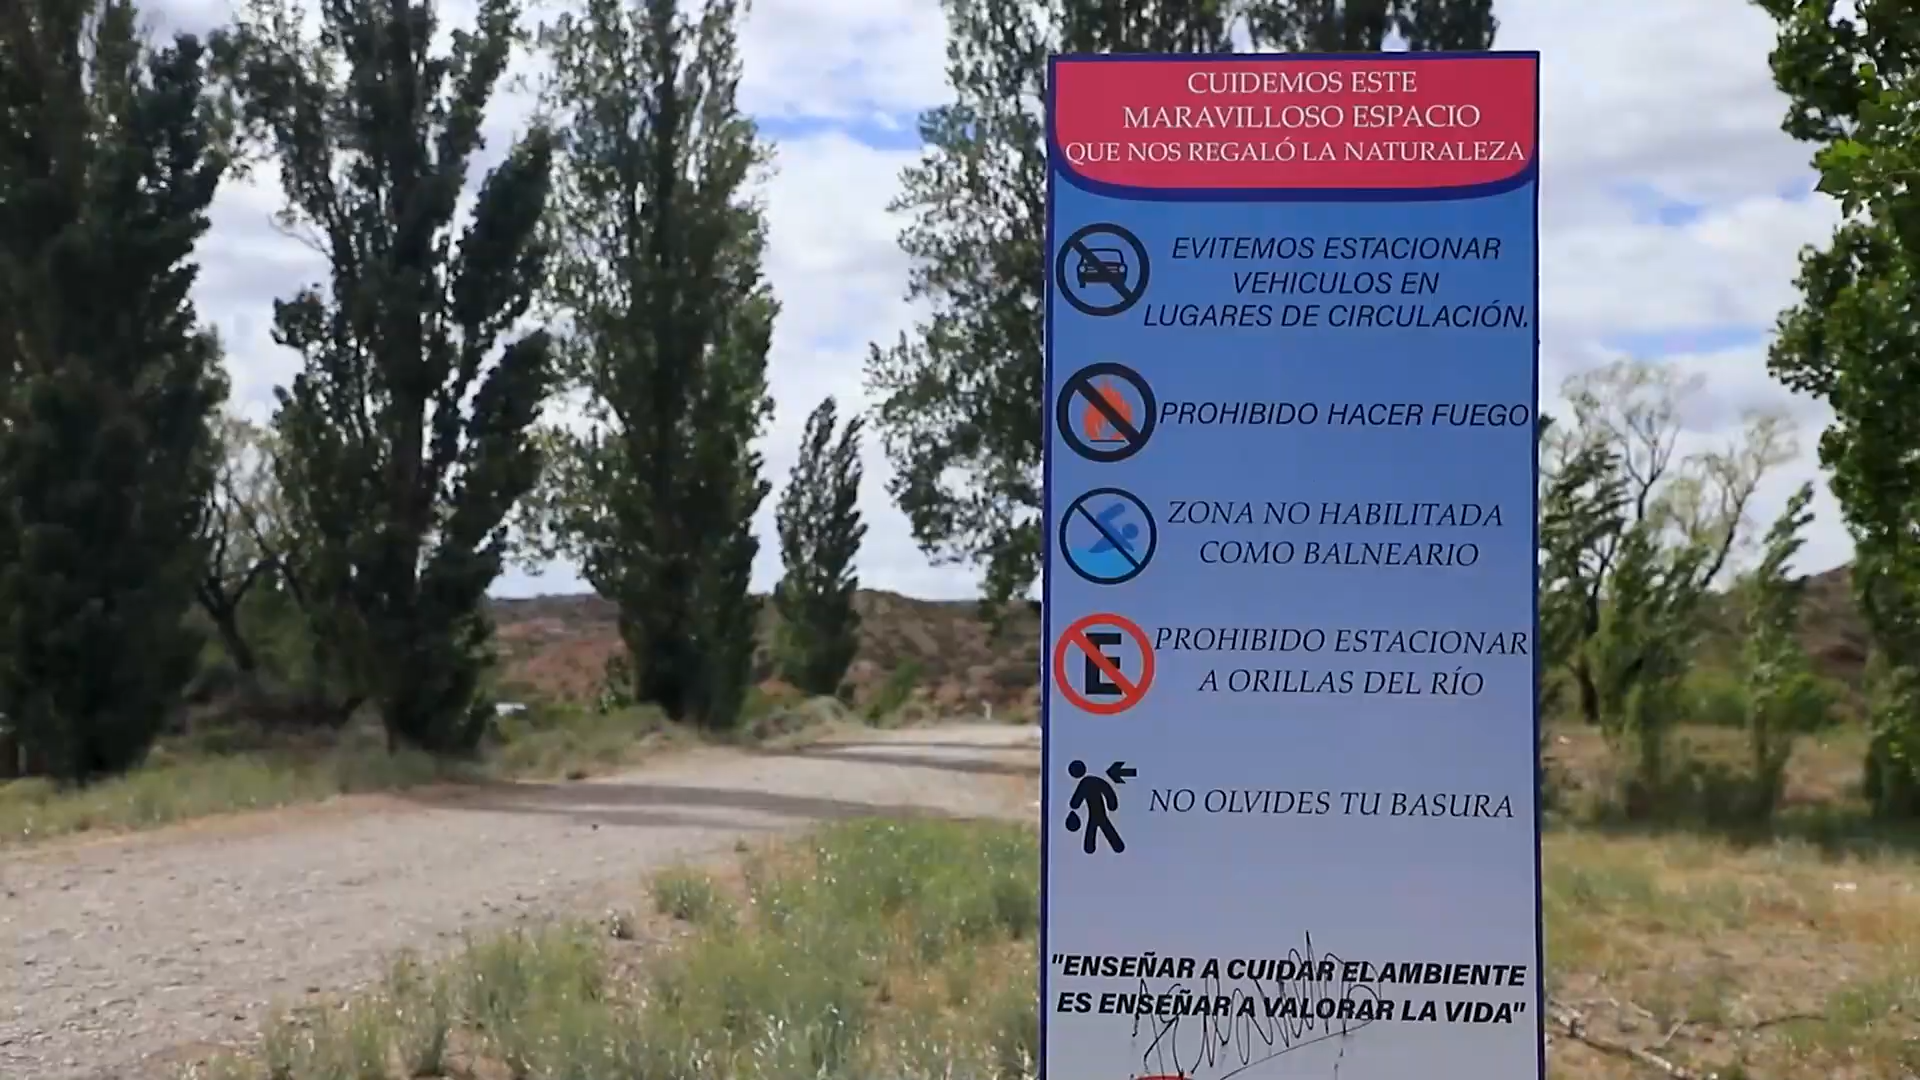 CUIDEMOS ESTE
MARAVILLOSO ESPACIO
QUE NOS REGALÓ LA NATURALEZA
EVITEMOS ESTACIONAR
VEHICULOS EN
LUGARES DE CIRCULACIÓN.
PROHIBIDO HACER FUEGO
ZONA NO HABILITADA
COMO BALNEARIO
E
PROHIBIDO ESTACIONAR
A ORILLAS DEL RÍO
NO OLVIDES TU BASURA
"ENSEÑAR A CUIDAR EL AMBIENTE
ES ENSEÑAR A VALORAR LA VIDA"